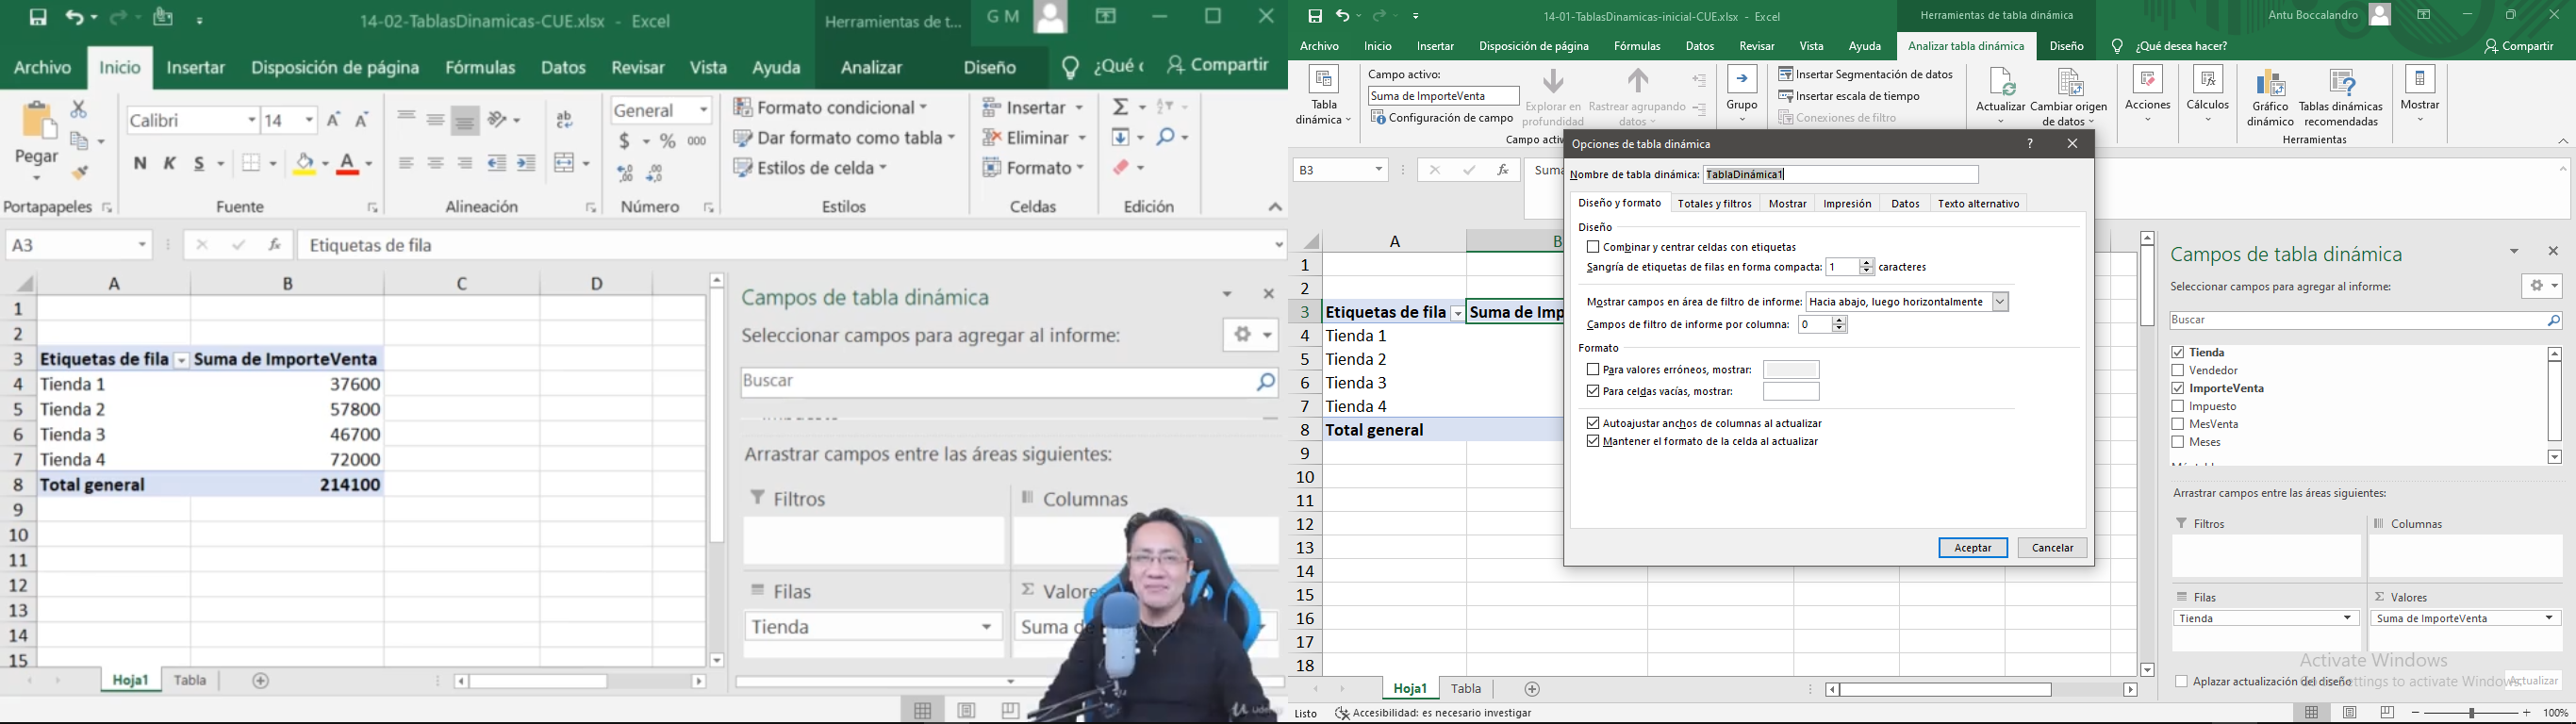 14-02-TablasDinamicas-CUE.xlsx - Excel
Herramientas de t...
G M
Archivo Inicio Insertar Disposición de página Fórmulas Datos Revisar Vista Ayuda Analizar Diseño ¿Qué Compartir
Pegar
Calibri 14
N K S
General
$ % 000
Formato condicional
Dar formato como tabla
Estilos de celda
Insertar
Eliminar
Formato
Portapapeles Fuente Alineación Número Estilos Celdas Edición
A3 fx Etiquetas de fila
A B C D
1
2
3 Etiquetas de fila Suma de ImporteVenta
4 Tienda 1 37600
5 Tienda 2 57800
6 Tienda 3 46700
7 Tienda 4 72000
8 Total general 214100
9
10
11
12
13
14
15
Hoja1 Tabla
Campos de tabla dinámica
Seleccionar campos para agregar al informe:
Buscar
Arrastrar campos entre las áreas siguientes:
Filtros Columnas
Filas Σ Valores
Tienda
Suma de
14-01-TablasDinamicas-inicial-CUE.xlsx - Excel
Herramientas de tabla dinámica
Antu Boccalandro
Archivo Inicio Insertar Disposición de página Fórmulas Datos Revisar Vista Ayuda Analizar tabla dinámica Diseño ¿Qué desea hacer? Compartir
Tabla dinámica
Campo activo:
Suma de ImporteVenta
Configuración de campo
Explorar en profundidad
Rastrear agrupando datos
Grupo
Insertar Segmentación de datos
Insertar escala de tiempo
Conexiones de filtro
Actualizar
Cambiar origen de datos
Acciones
Cálculos
Gráfico dinámico
Tablas dinámicas recomendadas
Mostrar
Campo activ
Herramientas
B3 fx Suma
Opciones de tabla dinámica
Nombre de tabla dinámica: TablaDinámica1
Diseño y formato Totales y filtros Mostrar Impresión Datos Texto alternativo
Diseño
Combinar y centrar celdas con etiquetas
Sangría de etiquetas de filas en forma compacta: 1 caracteres
Mostrar campos en área de filtro de informe: Hacia abajo, luego horizontalmente
Campos de filtro de informe por columna: 0
Formato
Para valores erróneos, mostrar:
Para celdas vacías, mostrar:
Autoajustar anchos de columnas al actualizar
Mantener el formato de la celda al actualizar
Aceptar Cancelar
A B
1
2
3 Etiquetas de fila Suma de Imp
4 Tienda 1
5 Tienda 2
6 Tienda 3
7 Tienda 4
8 Total general
9
10
11
12
13
14
15
16
17
18
Hoja1 Tabla
Listo Accesibilidad: es necesario investigar
Campos de tabla dinámica
Seleccionar campos para agregar al informe:
Buscar
Tienda
Vendedor
ImporteVenta
Impuesto
MesVenta
Meses
Arrastrar campos entre las áreas siguientes:
Filtros Columnas
Filas Σ Valores
Tienda Suma de ImporteVenta
Activate Windows
Aplazar actualización del diseño
100%